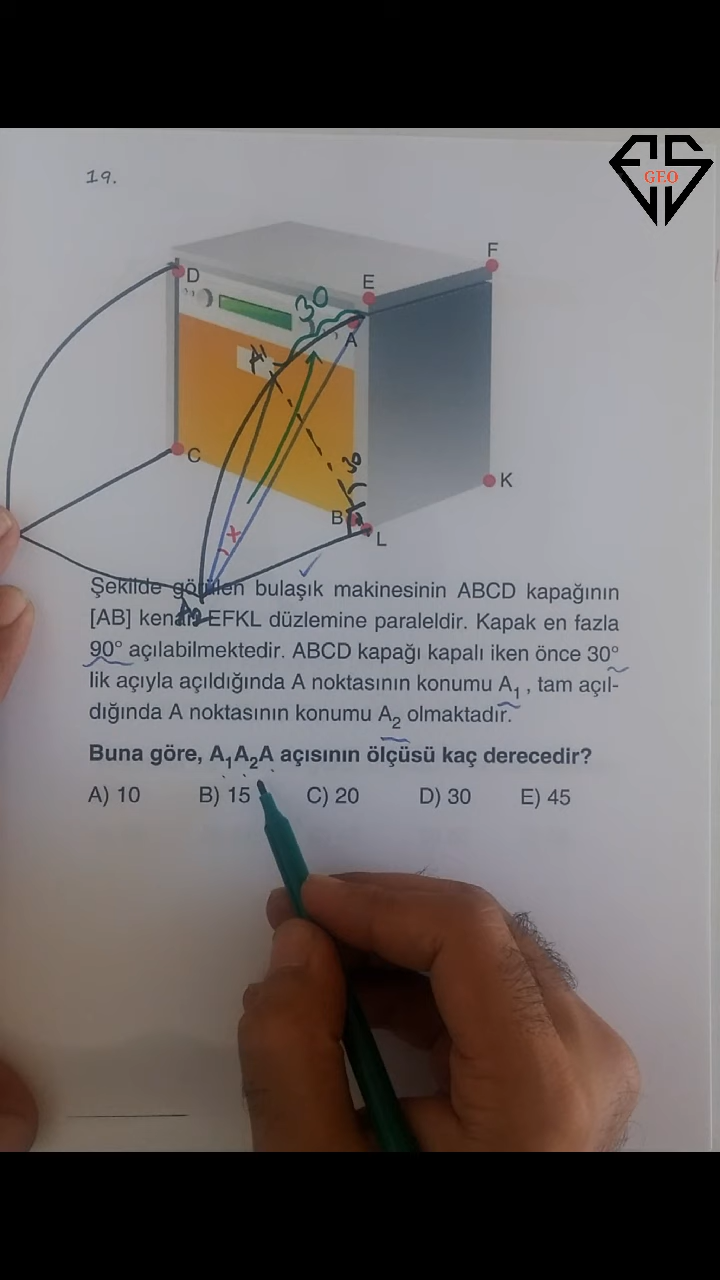 GEO
19.
F
E
D
30
A
A1
C
30
K
B
L
x
Şekilde görülen bulaşık makinesinin ABCD kapağının
[AB] kenarı EFKL düzlemine paraleldir. Kapak en fazla
90° açılabilmektedir. ABCD kapağı kapalı iken önce 30°
lik açıyla açıldığında A noktasının konumu A₁ , tam açıl-
dığında A noktasının konumu A₂ olmaktadır.
A2
Buna göre, A₁A₂A açısının ölçüsü kaç derecedir?
A) 10 B) 15 C) 20 D) 30 E) 45